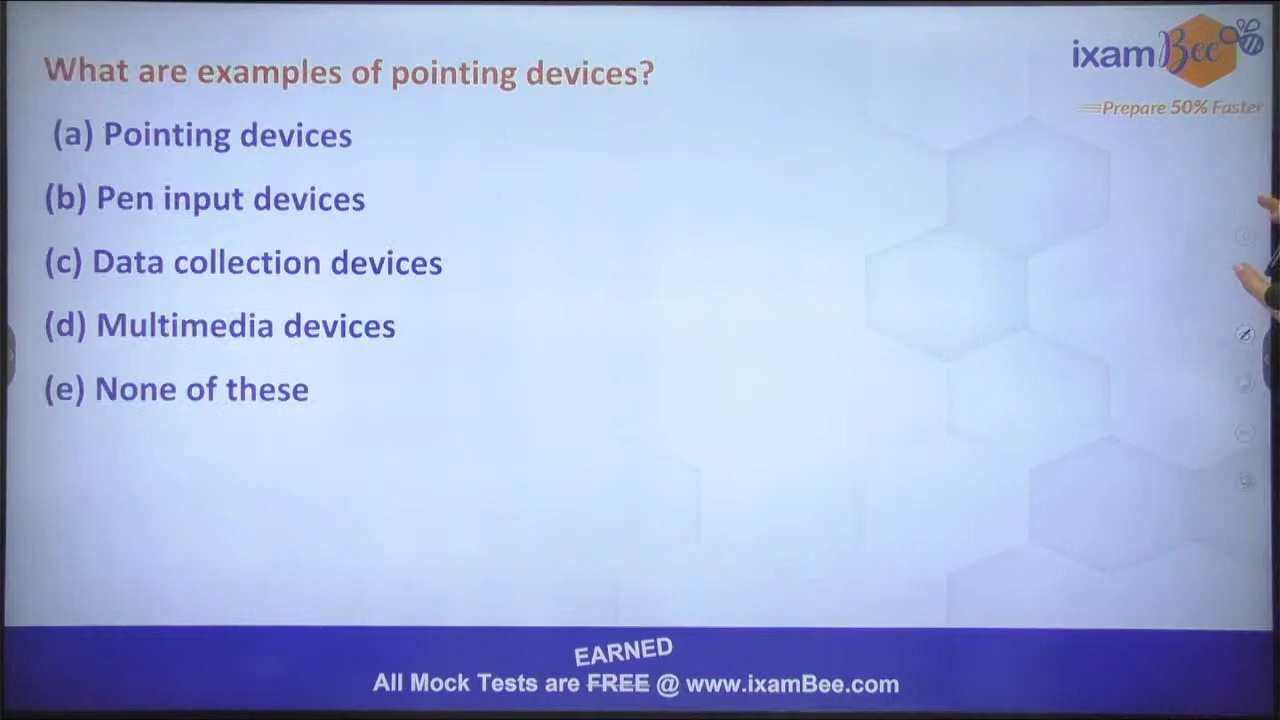 What are examples of pointing devices?
(a) Pointing devices
(b) Pen input devices
(c) Data collection devices
(d) Multimedia devices
(e) None of these
ixamBee
Prepare 50% Faster
EARNED
All Mock Tests are FREE @ www.ixamBee.com